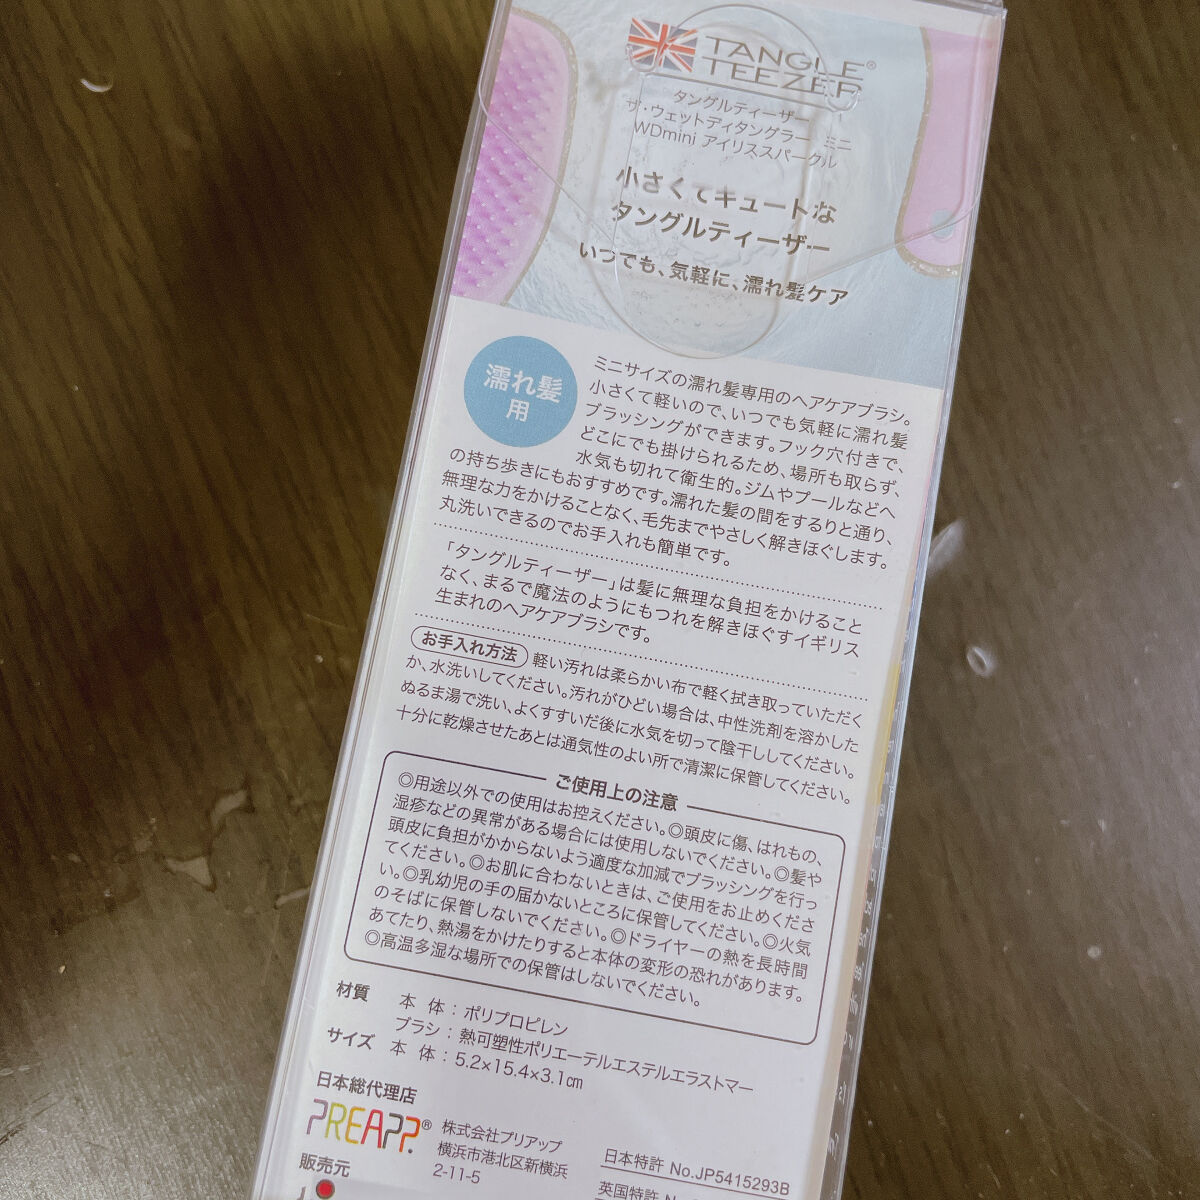 TANGLE®
TEEZER
タングルティーザー
ザ・ウェットディタングラー ミニ
WDmini アイリススパークル
小さくてキュートな
タングルティーザー
いつでも、気軽に、濡れ髪ケア
濡れ髪
用
ミニサイズの濡れ髪専用のヘアケアブラシ。
小さくて軽いので、いつでも気軽に濡れ髪
ブラッシングができます。フック穴付きで、
どこにでも掛けられるため、場所も取らず、
水気も切れて衛生的。ジムやプールなどへ
の持ち歩きにもおすすめです。濡れた髪の間をするりと通り、
無理な力をかけることなく、毛先までやさしく解きほぐします。
丸洗いできるのでお手入れも簡単です。
「タングルティーザー」は髪に無理な負担をかけること
なく、まるで魔法のようにもつれを解きほぐすイギリス
生まれのヘアケアブラシです。
お手入れ方法 軽い汚れは柔らかい布で軽く拭き取っていただく
か、水洗いしてください。汚れがひどい場合は、中性洗剤を溶かした
ぬるま湯で洗い、よくすすいだ後に水気を切って陰干ししてください。
十分に乾燥させたあとは通気性のよい所で清潔に保管してください。
ご使用上の注意
◎用途以外での使用はお控えください。◎頭皮に傷、はれもの、
湿疹などの異常がある場合には使用しないでください。◎髪や
頭皮に負担がかからないよう適度な加減でブラッシングを行っ
てください。◎お肌に合わないときは、ご使用をお止めくださ
い。◎乳幼児の手の届かないところに保管してください。◎火気
のそばに保管しないでください。◎ドライヤーの熱を長時間
あてたり、熱湯をかけたりすると本体の変形の恐れがあります。
◎高温多湿な場所での保管はしないでください。
材質 本 体：ポリプロピレン
ブラシ：熱可塑性ポリエーテルエステルエラストマー
サイズ 本 体：5.2×15.4×3.1㎝
日本総代理店
PREAPP®
株式会社プリアップ
横浜市港北区新横浜
2-11-5
日本特許 No.JP5415293B
英国特許 No.
販売元